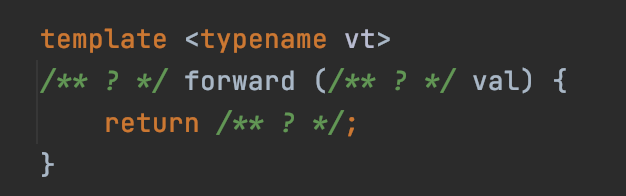 template <typename vt>
/** ? */ forward (/** ? */ val) {
    return /** ? */;
}